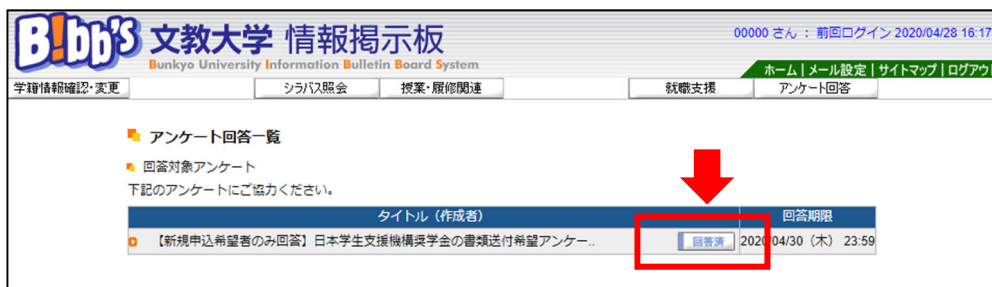 B!bb's 文教大学 情報掲示板
Bunkyo University Information Bulletin Board System
00000 さん : 前回ログイン 2020/04/28 16:17
ホーム | メール設定 | サイトマップ | ログアウ
学籍情報確認・変更 シラバス照会 授業・履修関連 就職支援 アンケート回答
アンケート回答一覧
回答対象アンケート
下記のアンケートにご協力ください。
タイトル（作成者） 回答期限
【新規申込希望者のみ回答】日本学生支援機構奨学金の書類送付希望アンケー.. 回答済 2020/04/30（木） 23:59